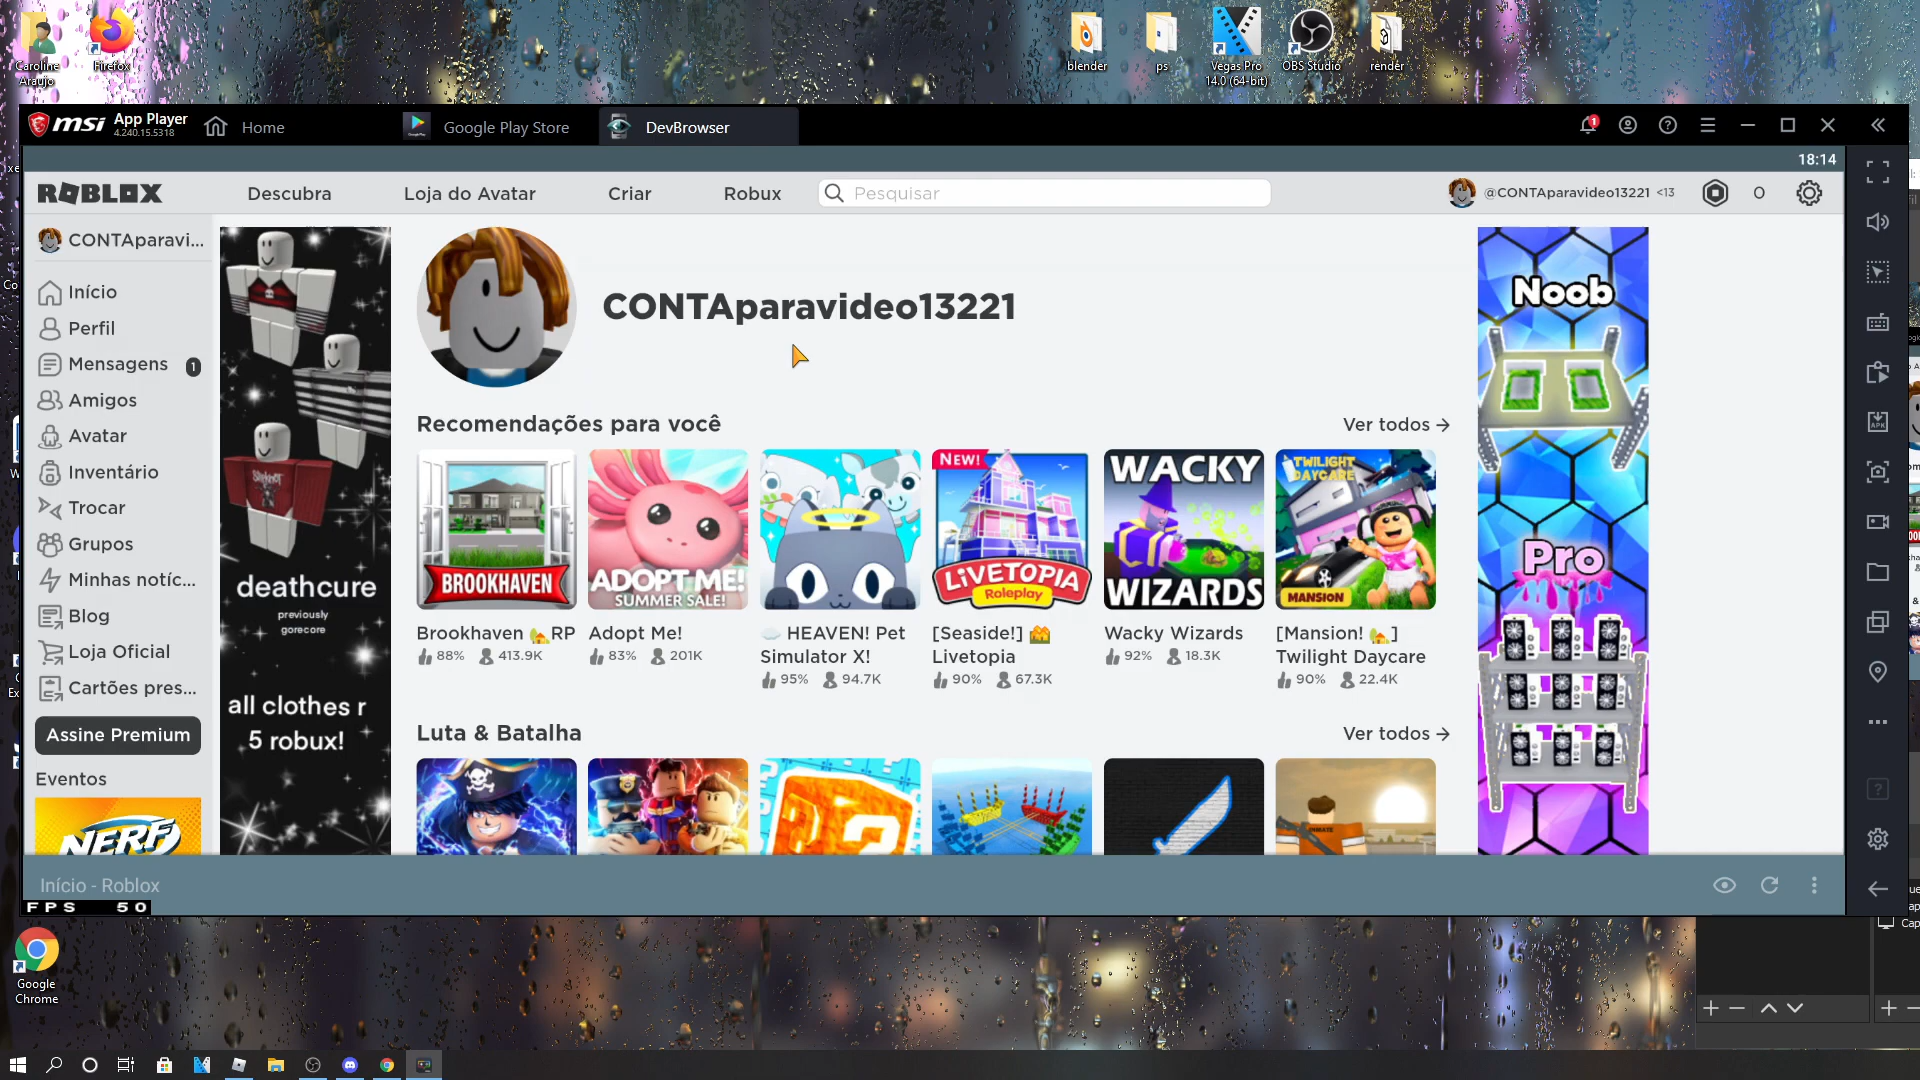 Caroline
Araujo
Firefox
blender
ps
Vegas Pro
14.0 (64-bit)
OBS Studio
render
msi App Player
4.240.15.5318
Home
Google Play Store
DevBrowser
1
18:14
ROBLOX
Descubra
Loja do Avatar
Criar
Robux
Pesquisar
@CONTAparavideo13221 <13
0
CONTAparavi...
Início
Perfil
Mensagens 1
Amigos
Avatar
Inventário
Trocar
Grupos
Minhas notíc...
Blog
Loja Oficial
Cartões pres...
Assine Premium
Eventos
NERF
Slipknot
deathcure
previously
gorecore
all clothes r
5 robux!
CONTAparavideo13221
Recomendações para você
Ver todos →
BROOKHAVEN
ADOPT ME!
SUMMER SALE!
NEW!
LIVETOPIA
Roleplay
WACKY
WIZARDS
TWILIGHT
DAYCARE
MANSION
Brookhaven 🏡RP
88% 413.9K
Adopt Me!
83% 201K
☁️ HEAVEN! Pet
Simulator X!
95% 94.7K
[Seaside!] 🏘️
Livetopia
90% 67.3K
Wacky Wizards
92% 18.3K
[Mansion! 🏡]
Twilight Daycare
90% 22.4K
Luta & Batalha
Ver todos →
?
INMATE
Noob
Pro
APK
Início - Roblox
FPS 50
Google
Chrome